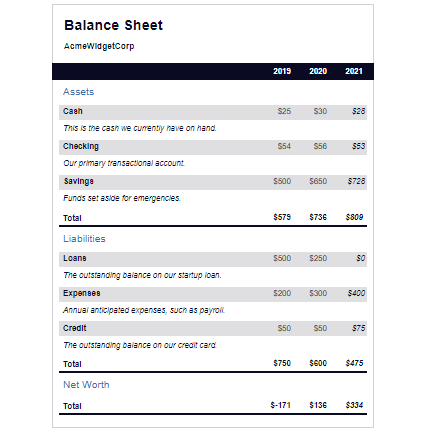 Balance Sheet
AcmeWidgetCorp
2019 2020 2021
Assets
Cash $25 $30 $28
This is the cash we currently have on hand.
Checking $54 $56 $53
Our primary transactional account.
Savings $500 $650 $728
Funds set aside for emergencies.
Total $579 $736 $809
Liabilities
Loans $500 $250 $0
The outstanding balance on our startup loan.
Expenses $200 $300 $400
Annual anticipated expenses, such as payroll.
Credit $50 $50 $75
The outstanding balance on our credit card.
Total $750 $600 $475
Net Worth
Total $-171 $136 $334